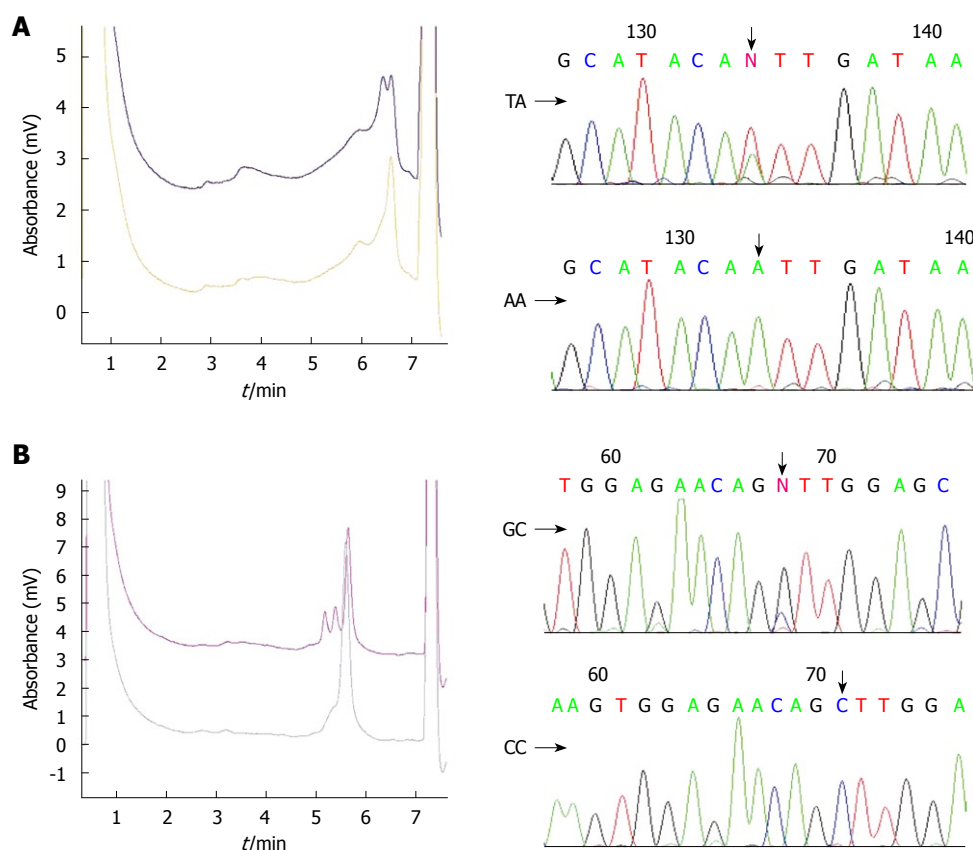 A
Absorbance (mV)
5
4
3
2
1
0
1 2 3 4 5 6 7
t/min
130 140
G C A T A C A N T T G A T A A
TA
130 140
G C A T A C A A T T G A T A A
AA
B
Absorbance (mV)
9
8
7
6
5
4
3
2
1
0
-1
1 2 3 4 5 6 7
t/min
60 70
T G G A G A A C A G N T T G G A G C
GC
60 70
A A G T G G A G A A C A G C T T G G A
CC